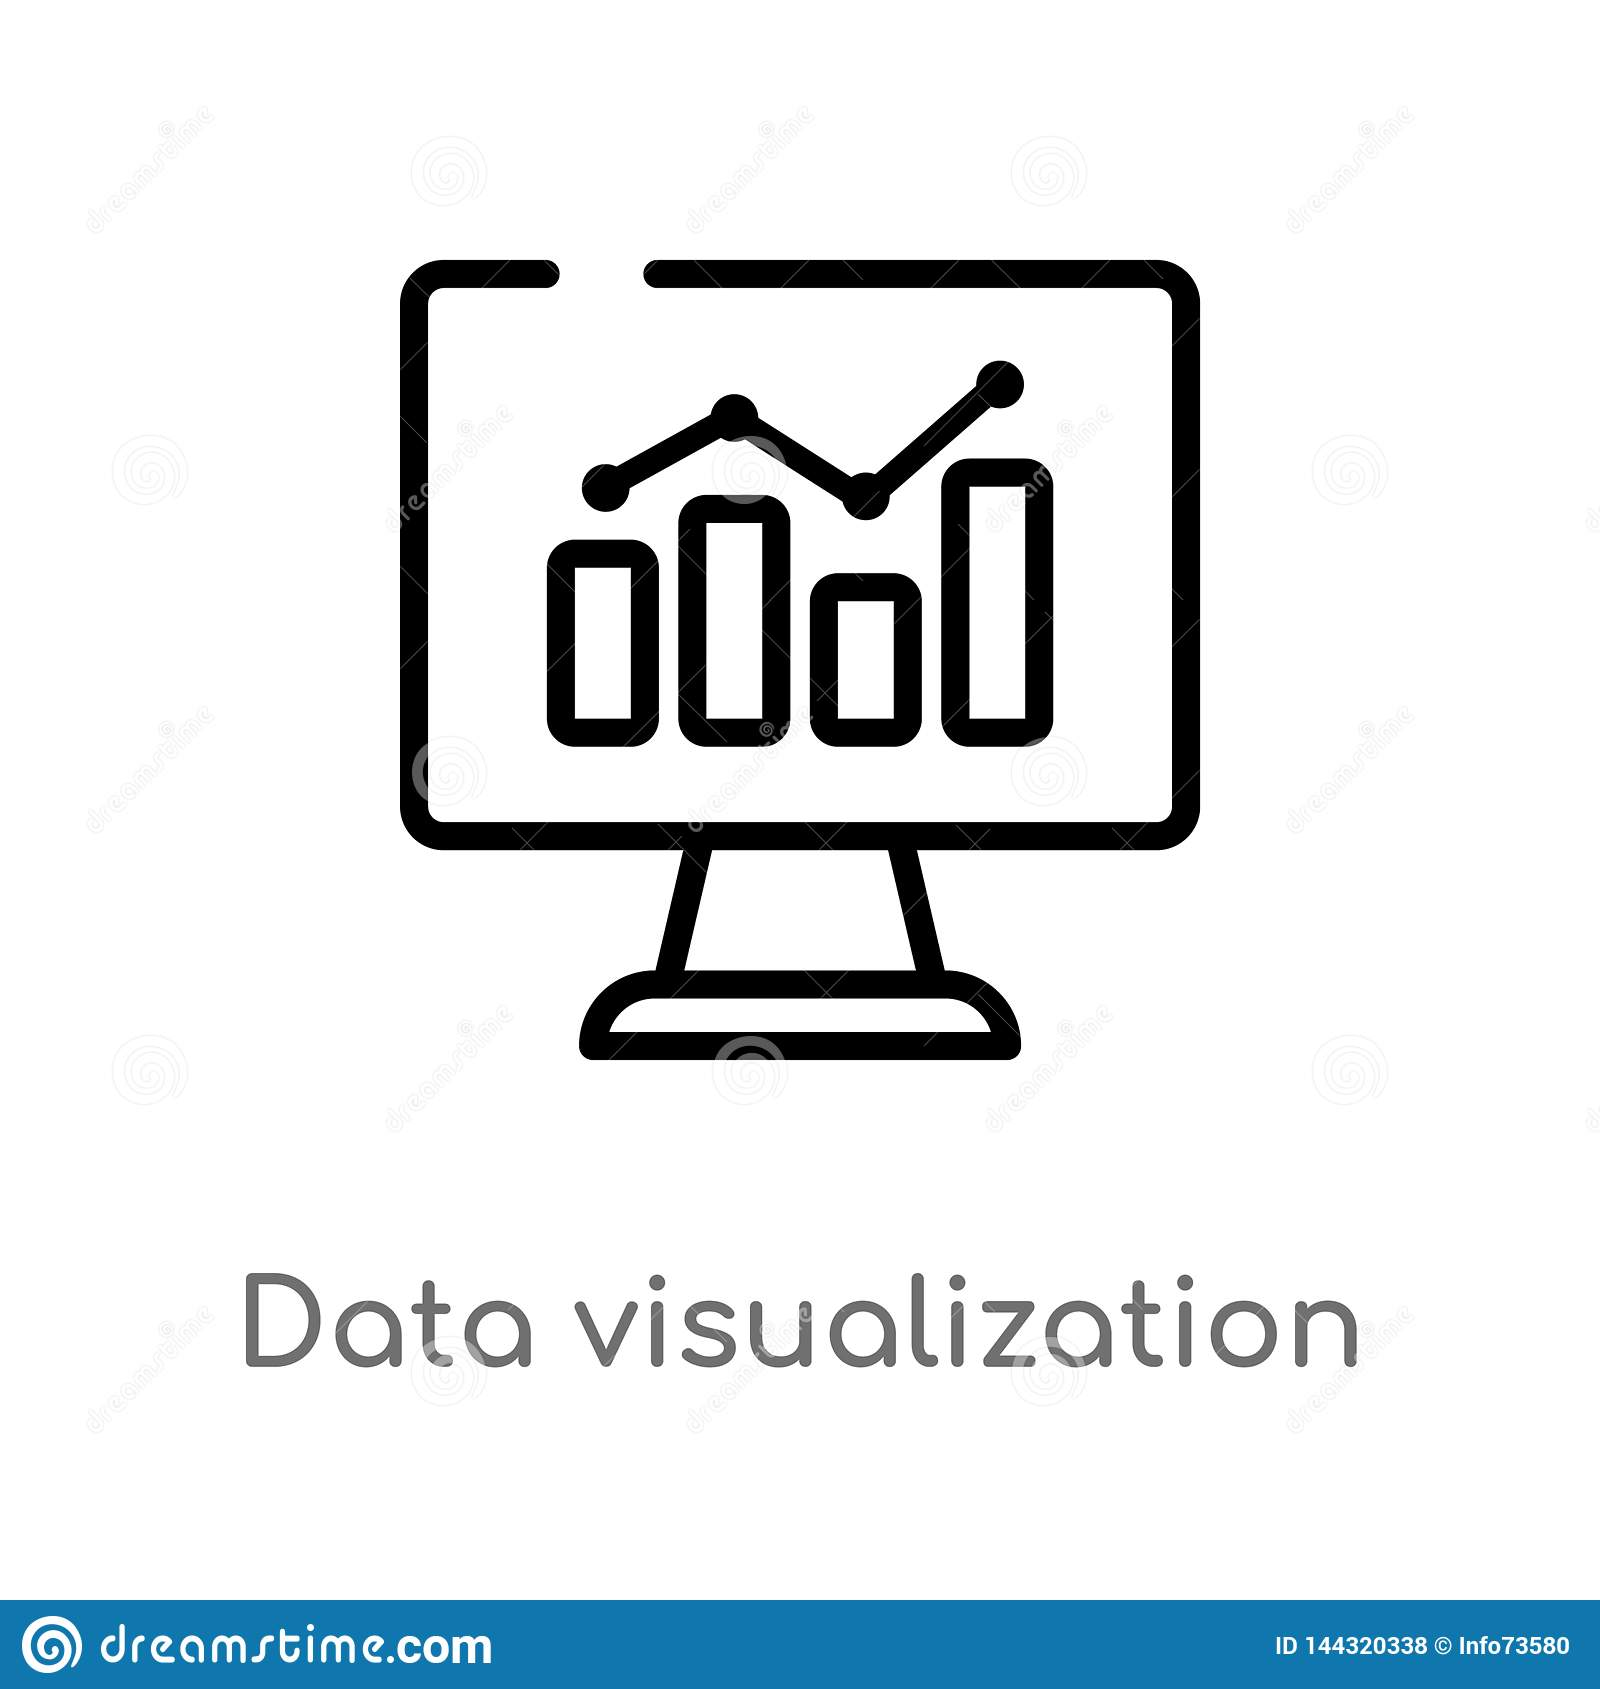 Data visualization
dreamstime.com
ID 144320338 © Info73580